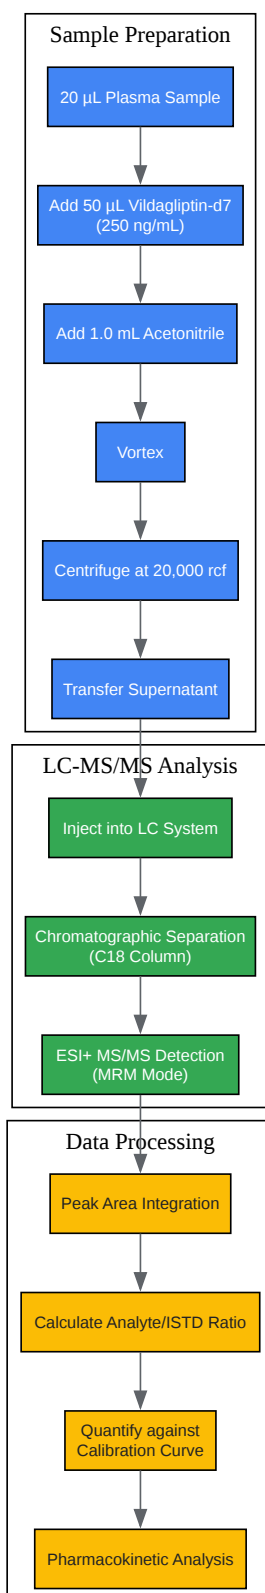 Sample Preparation
20 µL Plasma Sample
Add 50 µL Vildagliptin-d7
(250 ng/mL)
Add 1.0 mL Acetonitrile
Vortex
Centrifuge at 20,000 rcf
Transfer Supernatant
LC-MS/MS Analysis
Inject into LC System
Chromatographic Separation
(C18 Column)
ESI+ MS/MS Detection
(MRM Mode)
Data Processing
Peak Area Integration
Calculate Analyte/ISTD Ratio
Quantify against
Calibration Curve
Pharmacokinetic Analysis